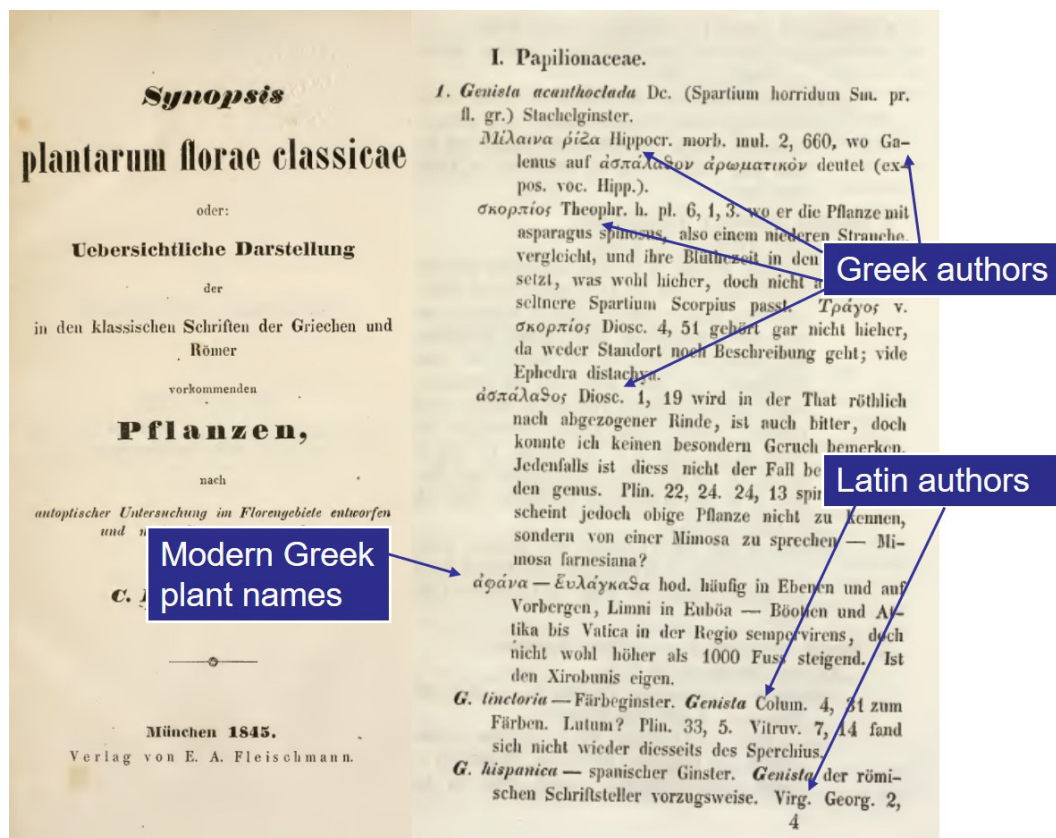 Synopsis
plantarum florae classicae
oder:
Uebersichtliche Darstellung
der
in den klassischen Schriften der Griechen und
Römer
vorkommenden
Pflanzen,
nach
autoptischer Untersuchung im Florengebiete entworfen
und
C.
München 1845.
Verlag von E. A. Fleischmann.
I. Papilionaceae.
1. Genista acanthoclada Dc. (Spartium horridum Sm. pr.
fl. gr.) Stachelginster.
Μέλαινα ῥίζα Hippocr. morb. mul. 2, 660, wo Ga-
lenus auf ἀσπάλαθον ἀρωματικὸν deutet (ex-
pos. voc. Hipp.).
σκορπίος Theophr. h. pl. 6, 1, 3. wo er die Pflanze mit
asparagus spinosus, also einem niederen Strauche,
vergleicht, und ihre Blüthezeit in den
setzt, was wohl hieher, doch nicht
seltnere Spartium Scorpius passt. Τράγος v.
σκορπίος Diosc. 4, 51 gehört gar nicht hieher,
da weder Standort noch Beschreibung geht; vide
Ephedra distachya.
ἀσπάλαθος Diosc. 1, 19 wird in der That röthlich
nach abgezogener Rinde, ist auch bitter, doch
konnte ich keinen besondern Geruch bemerken.
Jedenfalls ist diess nicht der Fall
den genus. Plin. 22, 24. 24, 13
scheint jedoch obige Pflanze nicht zu kennen,
sondern von einer Mimosa zu sprechen — Mi-
mosa farnesiana?
ἀφάνα — ξυλάγκαθα hod. häufig in Ebenen und auf
Vorbergen, Limni in Euböa — Böotien und At-
tika bis Vatica in der Regio sempervirens, doch
nicht wohl höher als 1000 Fuss steigend. Ist
den Xirobunis eigen.
G. tinctoria — Färbeginster. Genista Colum. 4, 31 zum
Färben. Lutum? Plin. 33, 5. Vitruv. 7, 14 fand
sich nicht wieder diesseits des Sperchius.
G. hispanica — spanischer Ginster. Genista der römi-
schen Schriftsteller vorzugsweise. Virg. Georg. 2,
4
Greek authors
Latin authors
Modern Greek
plant names